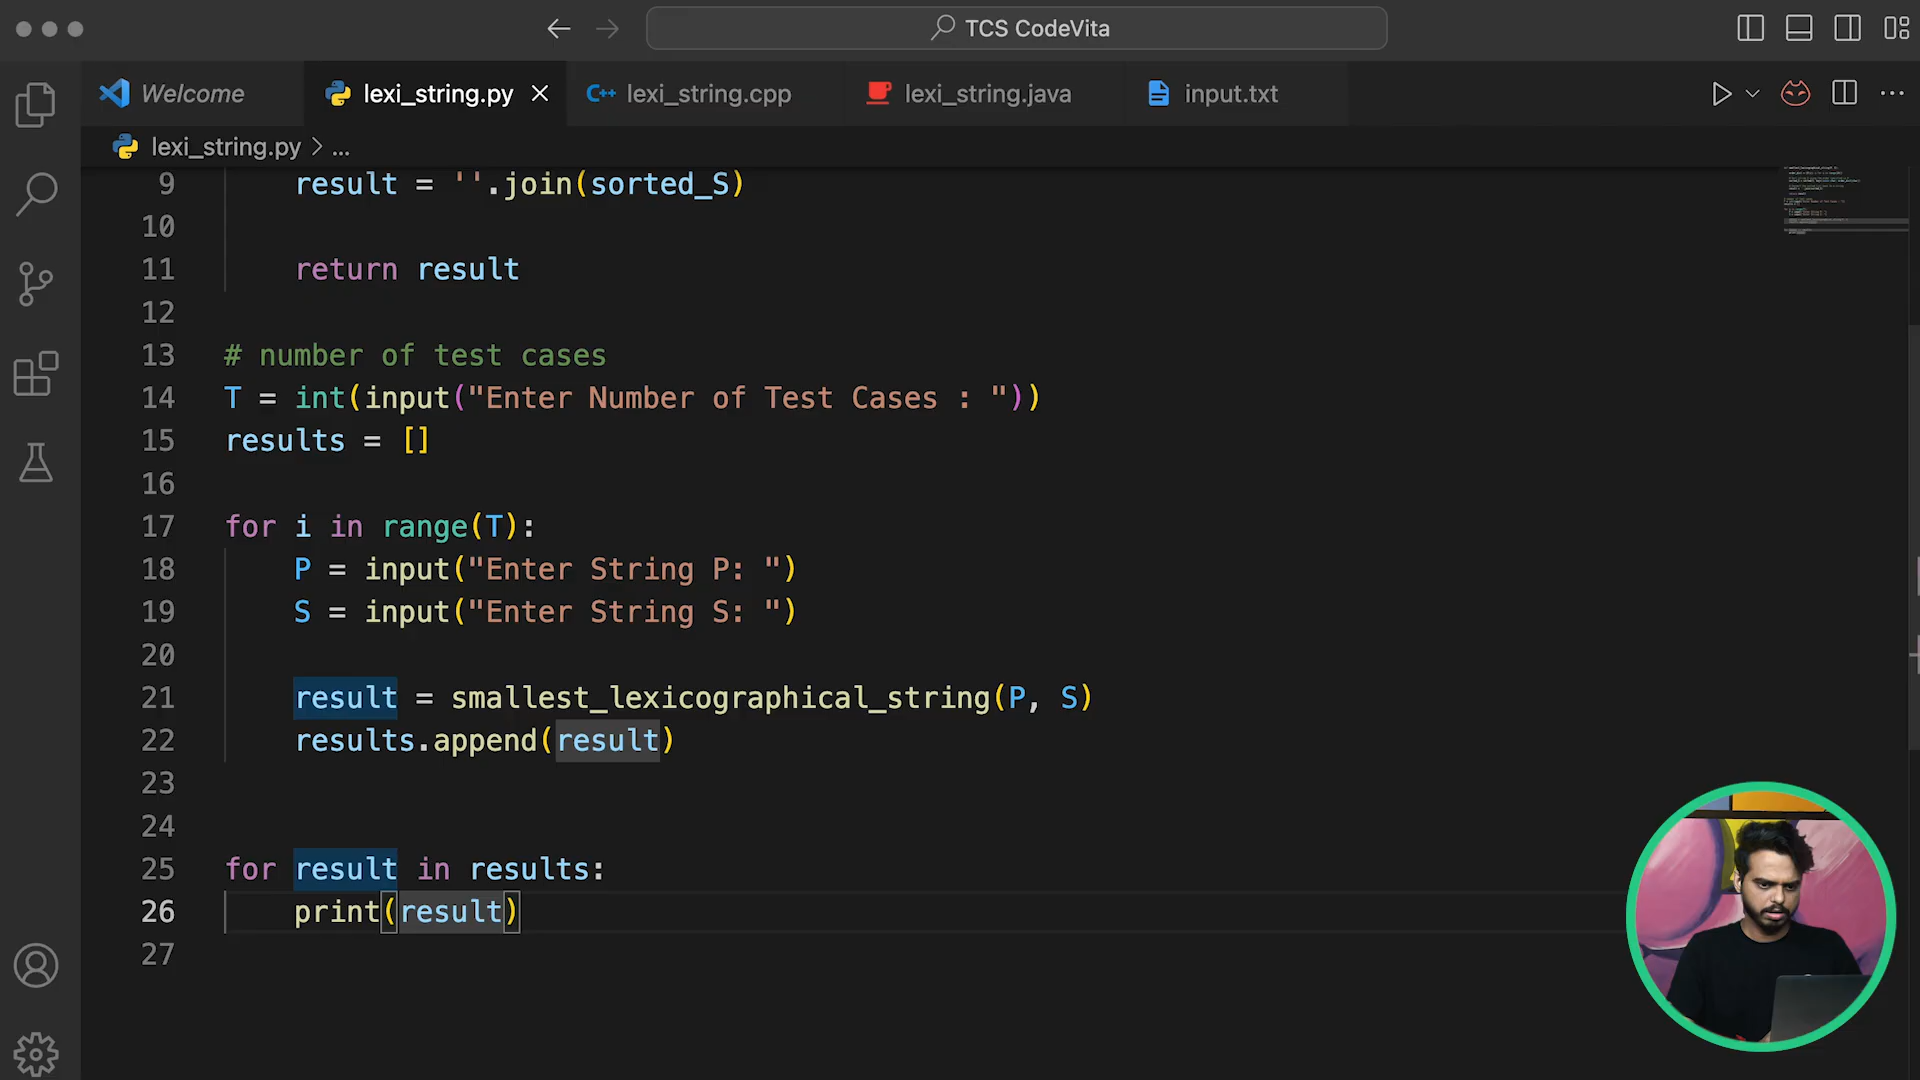 TCS CodeVita
Welcome
lexi_string.py
C++ lexi_string.cpp
lexi_string.java
input.txt
lexi_string.py > ...
9 result = ''.join(sorted_S)
10
11 return result
12
13 # number of test cases
14 T = int(input("Enter Number of Test Cases : "))
15 results = []
16
17 for i in range(T):
18 P = input("Enter String P: ")
19 S = input("Enter String S: ")
20
21 result = smallest_lexicographical_string(P, S)
22 results.append(result)
23
24
25 for result in results:
26 print(result)
27